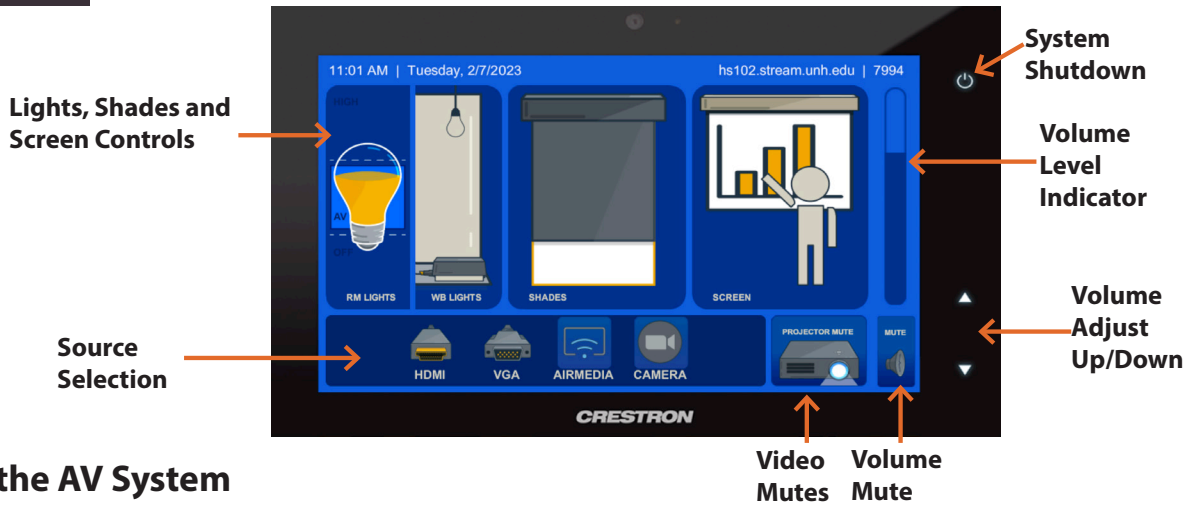 System
Shutdown
11:01 AM | Tuesday, 2/7/2023
hs102.stream.unh.edu | 7994
Lights, Shades and
Screen Controls
HIGH
AV
OFF
RM LIGHTS
WB LIGHTS
SHADES
SCREEN
Volume
Level
Indicator
Source
Selection
HDMI
VGA
AIRMEDIA
CAMERA
PROJECTOR MUTE
MUTE
Volume
Adjust
Up/Down
CRESTRON
Video
Mutes
Volume
Mute
the AV System